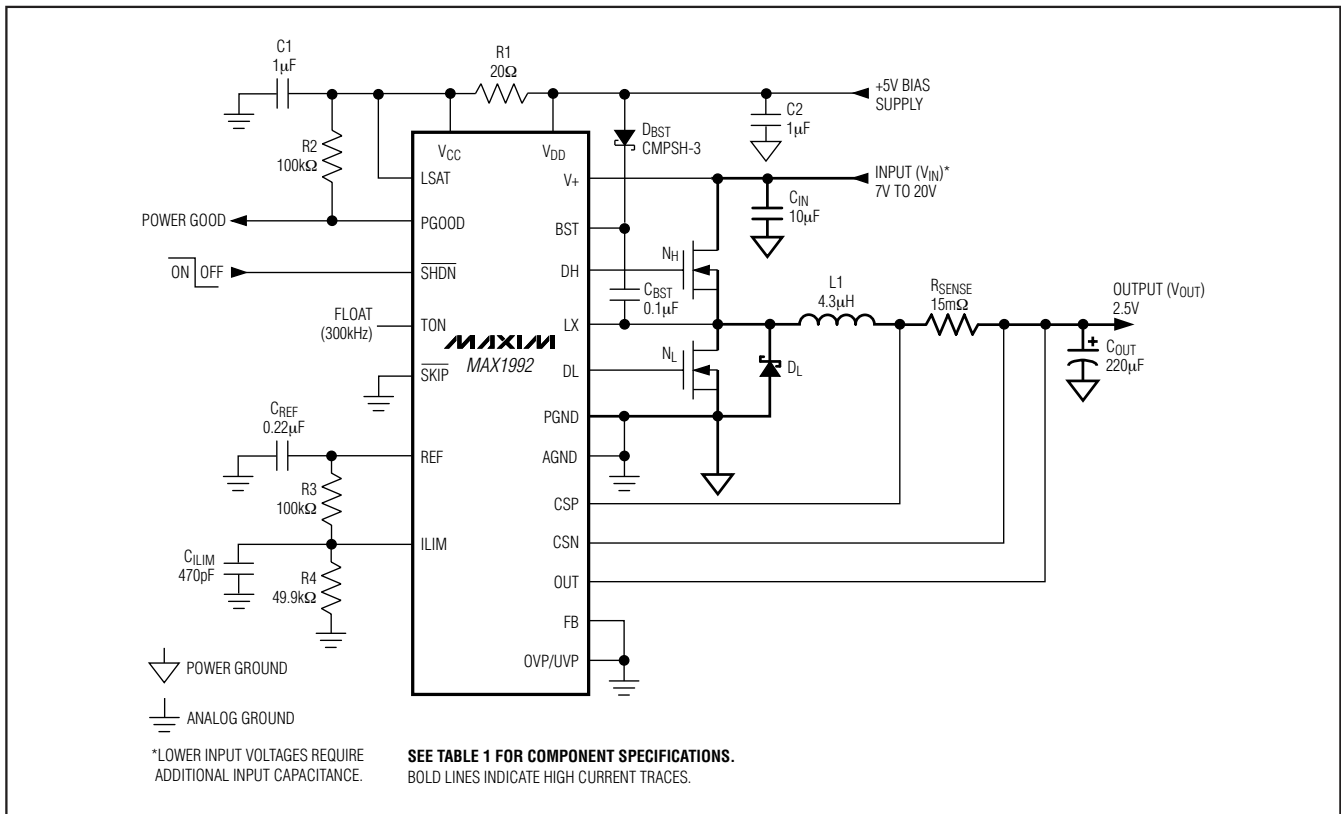 C1
1μF
R1
20Ω
+5V BIAS
SUPPLY
C2
1μF
DBST
CMPSH-3
R2
100kΩ
VCC
VDD
LSAT
V+
INPUT (VIN)*
7V TO 20V
CIN
10μF
POWER GOOD
PGOOD
BST
NH
ON OFF
SHDN
DH
CBST
0.1μF
L1
4.3μH
RSENSE
15mΩ
OUTPUT (VOUT)
2.5V
FLOAT
(300kHz)
TON
LX
MAXIM
MAX1992
NL
DL
DL
+
COUT
220μF
SKIP
PGND
CREF
0.22μF
REF
AGND
R3
100kΩ
CSP
ILIM
CSN
CILIM
470pF
R4
49.9kΩ
OUT
FB
OVP/UVP
POWER GROUND
ANALOG GROUND
*LOWER INPUT VOLTAGES REQUIRE
ADDITIONAL INPUT CAPACITANCE.
SEE TABLE 1 FOR COMPONENT SPECIFICATIONS.
BOLD LINES INDICATE HIGH CURRENT TRACES.